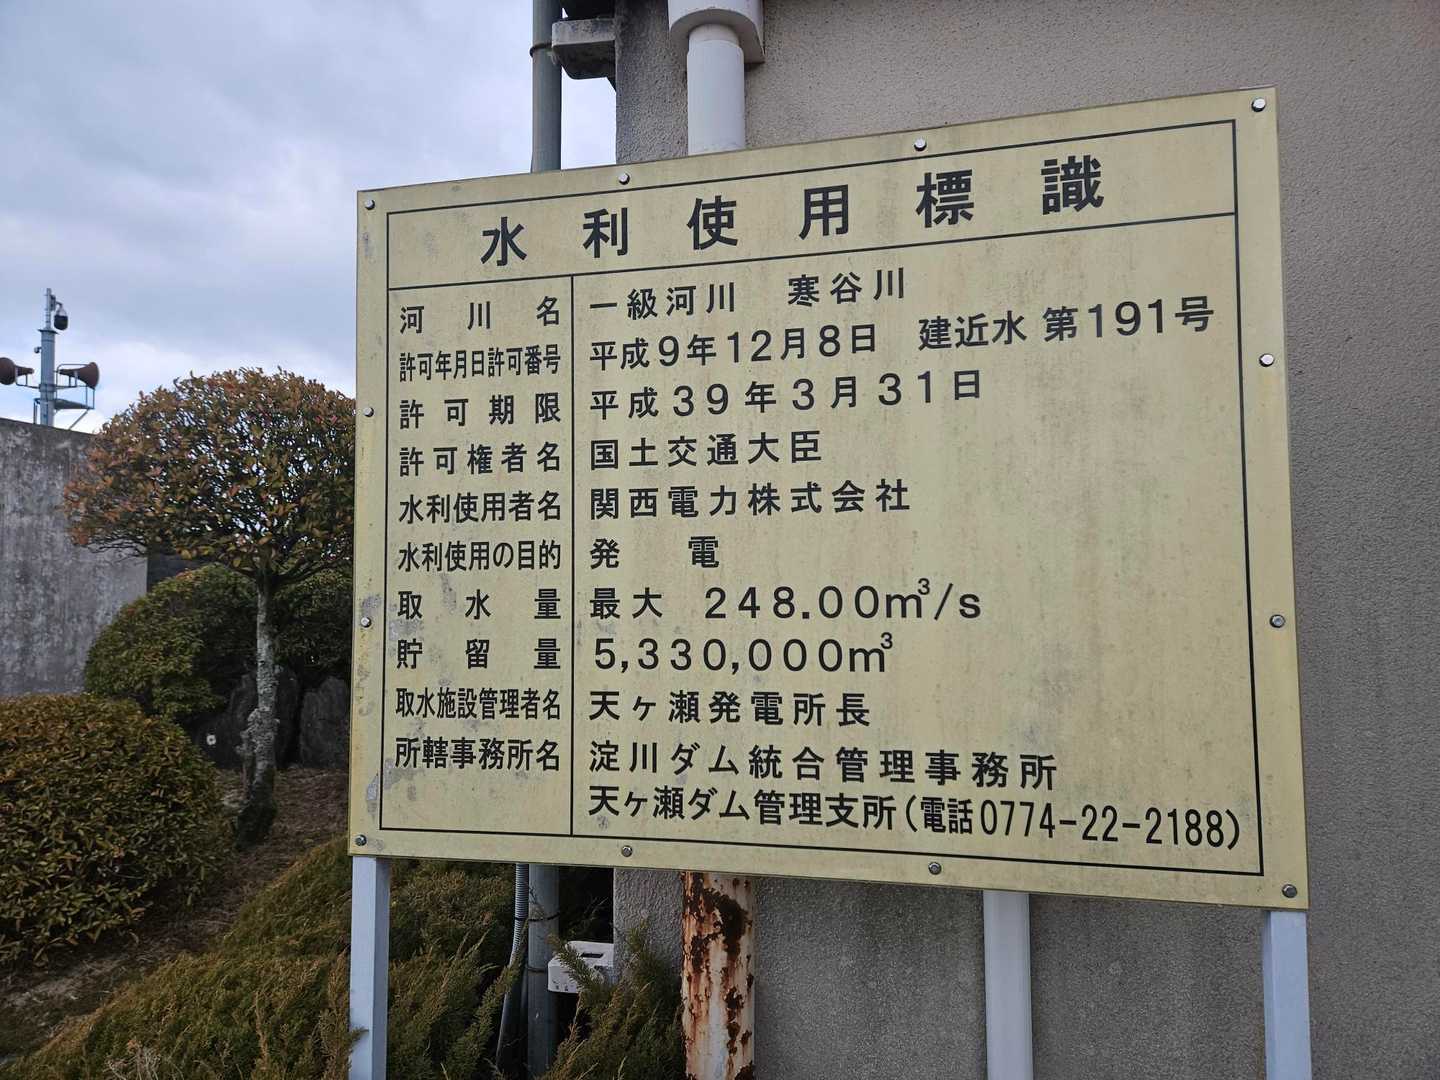 水利使用標識
河川名 一級河川 寒谷川
許可年月日許可番号 平成9年12月8日 建近水 第191号
許可期限 平成39年3月31日
許可権者名 国土交通大臣
水利使用者名 関西電力株式会社
水利使用の目的 発電
取水量 最大 248.00m³/s
貯留量 5,330,000m³
取水施設管理者名 天ヶ瀬発電所長
所轄事務所名 淀川ダム統合管理事務所
天ヶ瀬ダム管理支所(電話0774-22-2188)